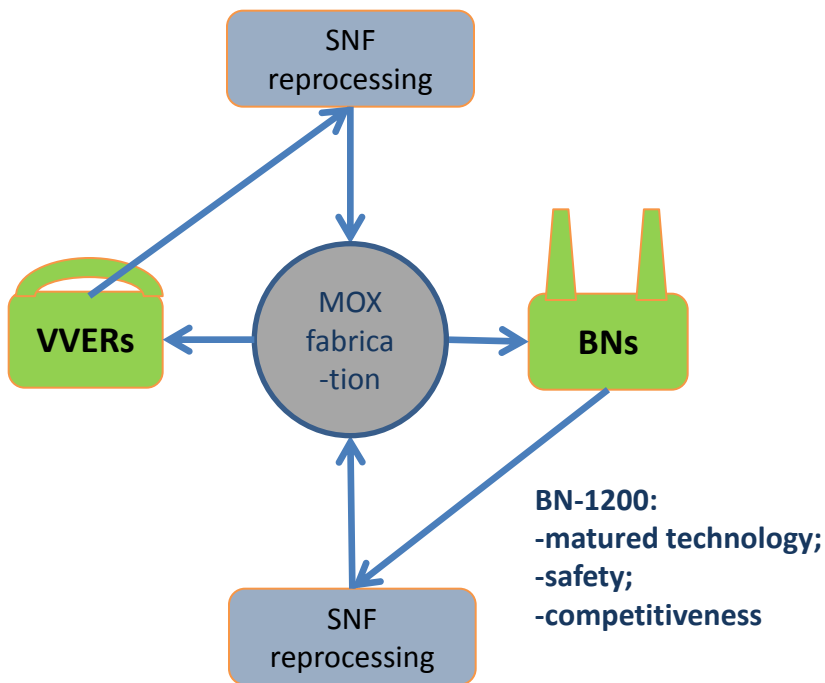 SNF
reprocessing
MOX
fabrica
-tion
VVERs
BNs
BN-1200:
-matured technology;
-safety;
-competitiveness
SNF
reprocessing